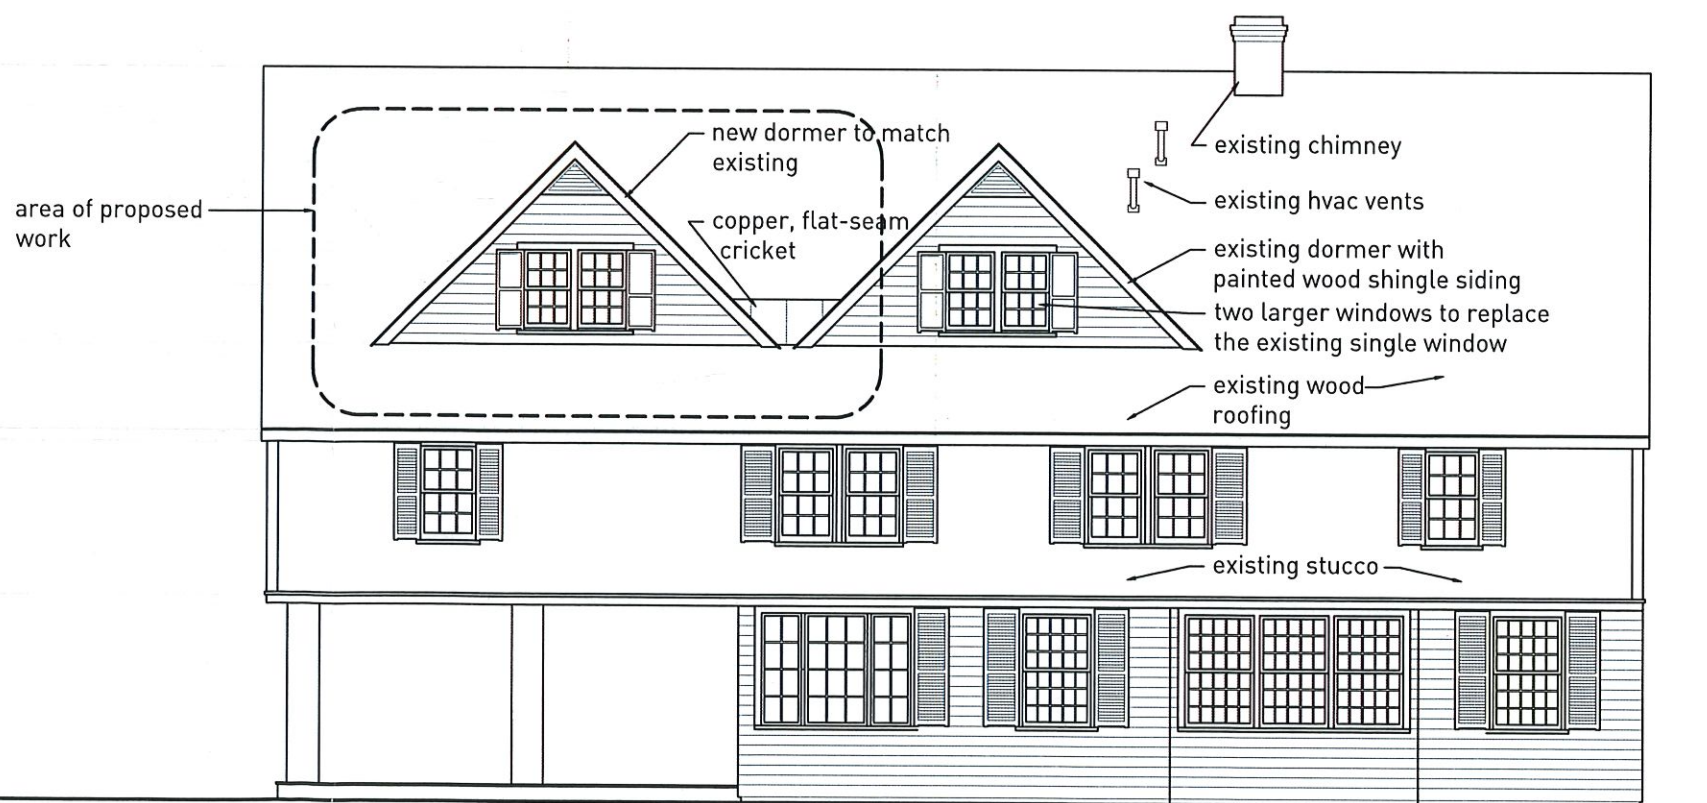 new dormer to match
existing
existing chimney
area of proposed
work
existing hvac vents
copper, flat-seam
cricket
existing dormer with
painted wood shingle siding
two larger windows to replace
the existing single window
existing wood
roofing
existing stucco